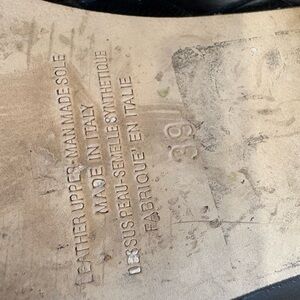 LEATHER UPPER-MAN MADE SOLE
MADE IN ITALY
DESSUS PEAU-SEMELLE SYNTHETIQUE
FABRIQUE' EN ITALIE
39